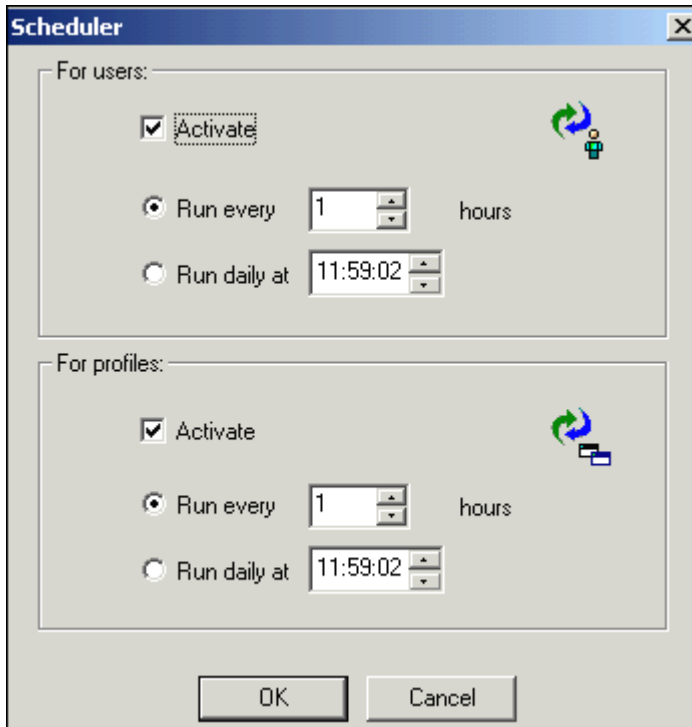 Scheduler
For users:
Activate
Run every 1 hours
Run daily at 11:59:02
For profiles:
Activate
Run every 1 hours
Run daily at 11:59:02
OK Cancel